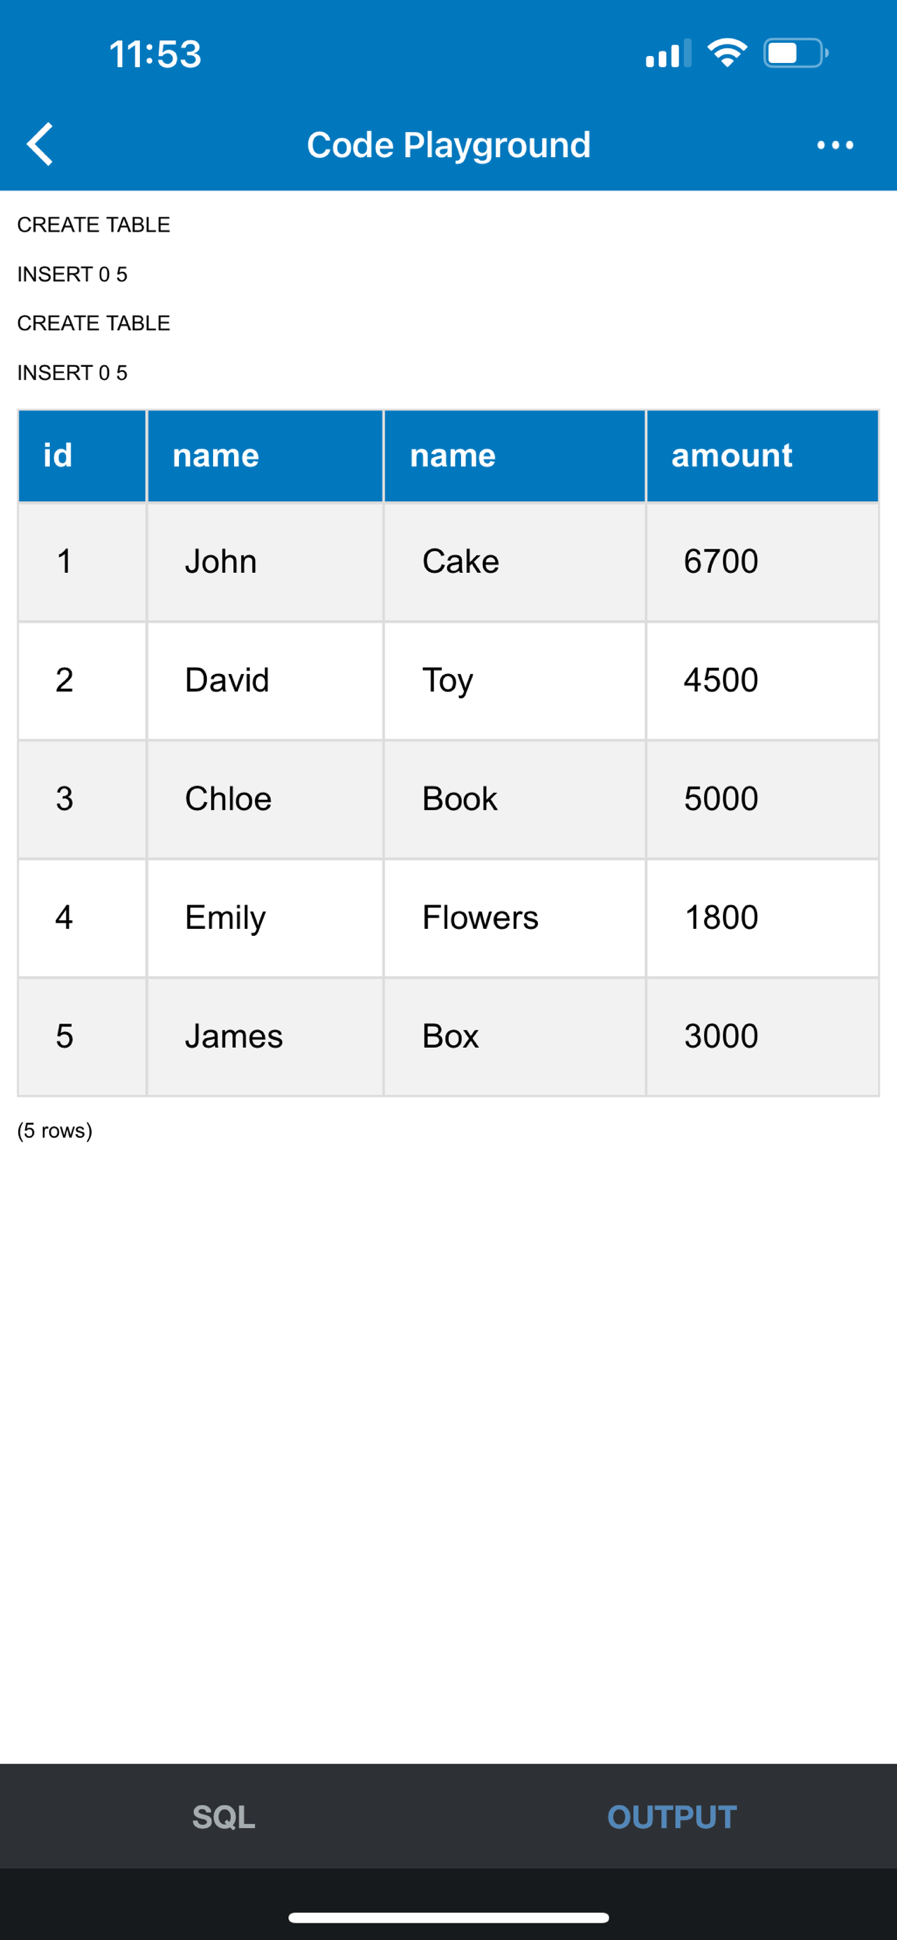 11:53
Code Playground
CREATE TABLE
INSERT 0 5
CREATE TABLE
INSERT 0 5
id name name amount
1 John Cake 6700
2 David Toy 4500
3 Chloe Book 5000
4 Emily Flowers 1800
5 James Box 3000
(5 rows)
SQL OUTPUT